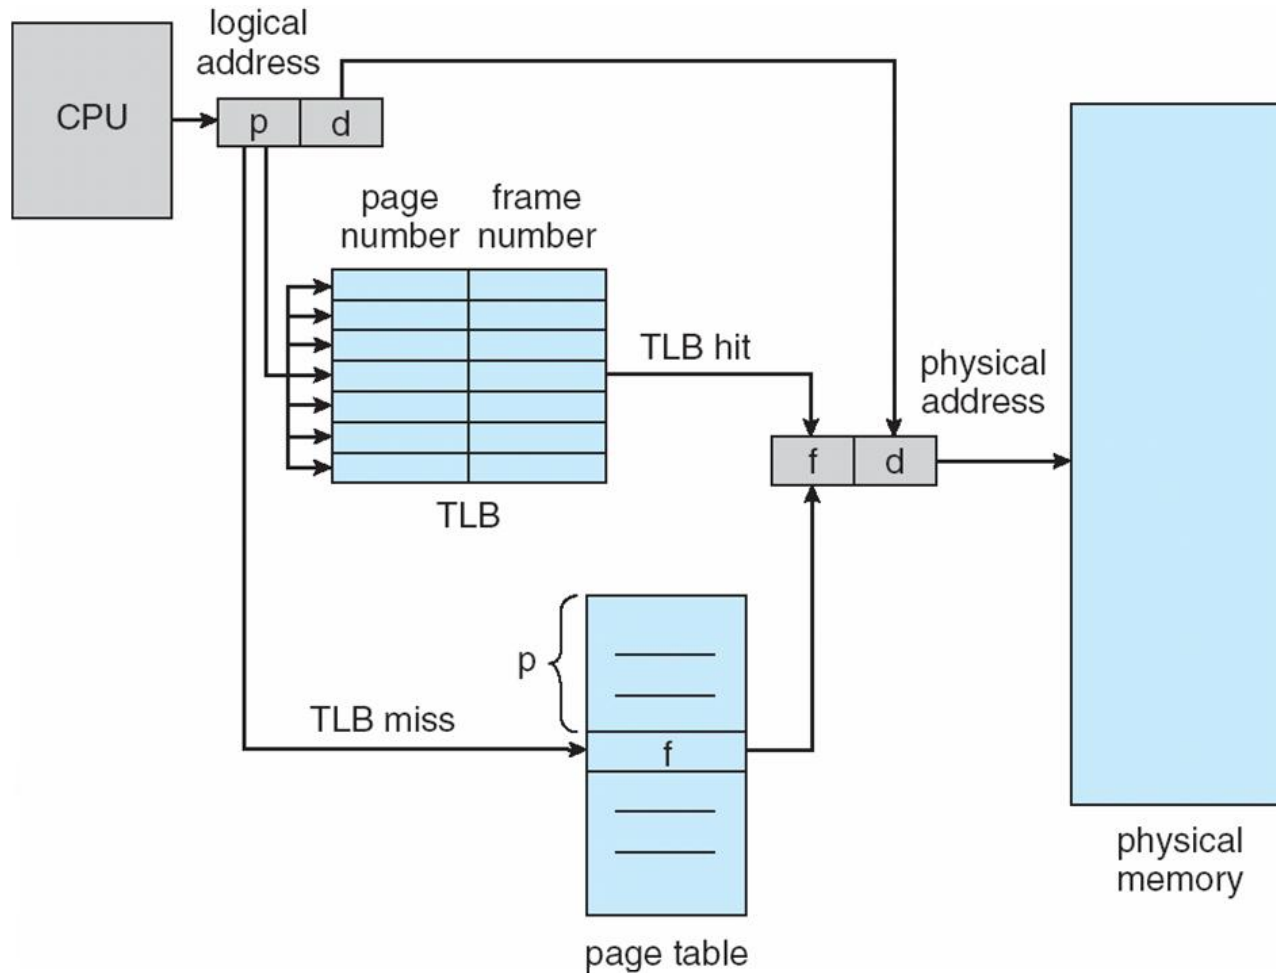 logical
address
CPU
p
d
page
number
frame
number
TLB hit
physical
address
f
d
TLB
p
TLB miss
f
physical
memory
page table